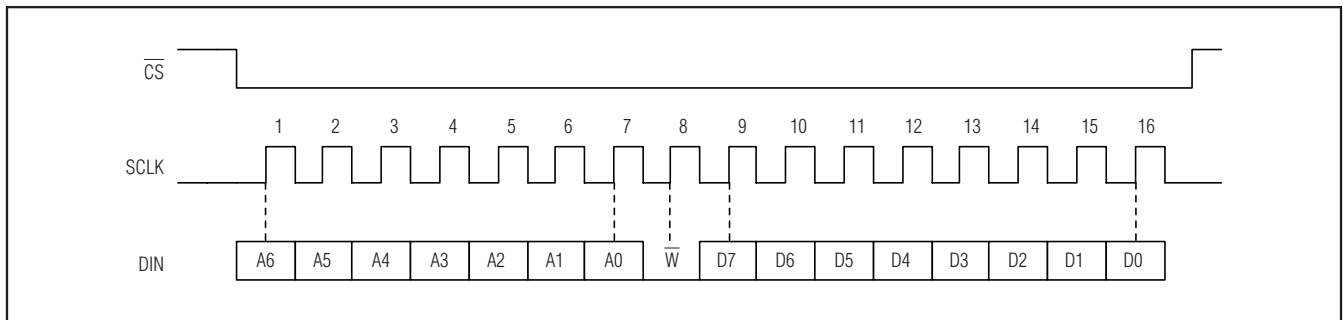 C̅S̅
1 2 3 4 5 6 7 8 9 10 11 12 13 14 15 16
SCLK
DIN A6 A5 A4 A3 A2 A1 A0 W̅ D7 D6 D5 D4 D3 D2 D1 D0